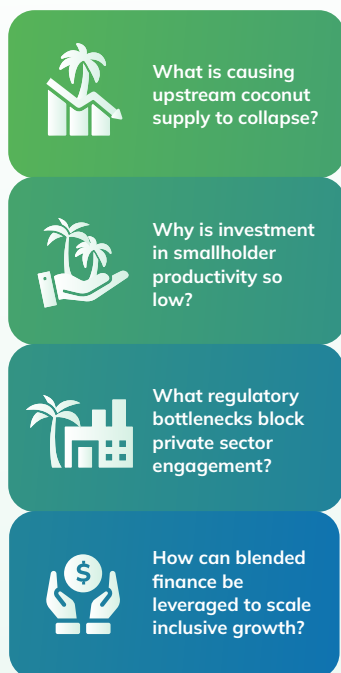 What is causing
upstream coconut
supply to collapse?
Why is investment
in smallholder
productivity so
low?
What regulatory
bottlenecks block
private sector
engagement?
$
How can blended
finance be
leveraged to scale
inclusive growth?